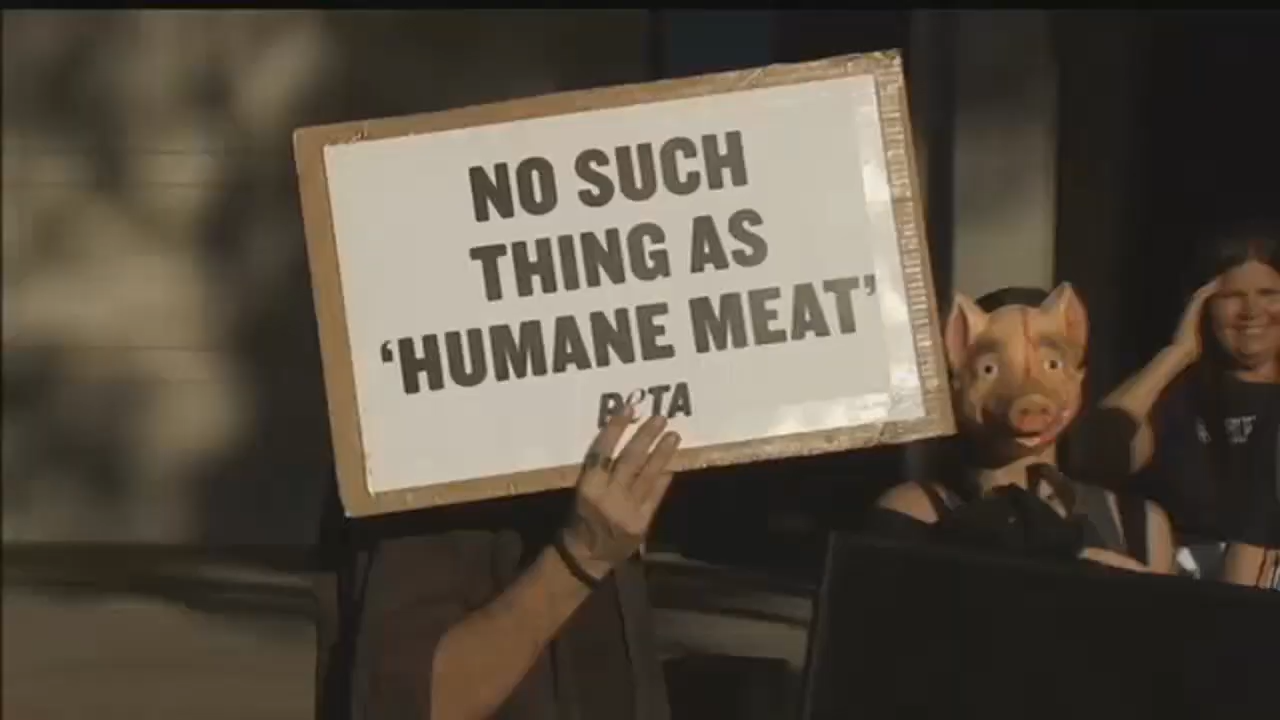 NO SUCH
THING AS
‘HUMANE MEAT’
PeTA